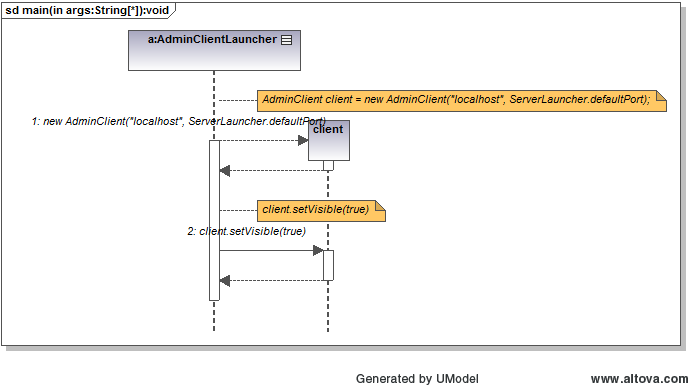 sd main(in args:String[*]):void
a:AdminClientLauncher
AdminClient client = new AdminClient("localhost", ServerLauncher.defaultPort);
1: new AdminClient("localhost", ServerLauncher.defaultPort)
client
client.setVisible(true)
2: client.setVisible(true)
Generated by UModel
www.altova.com